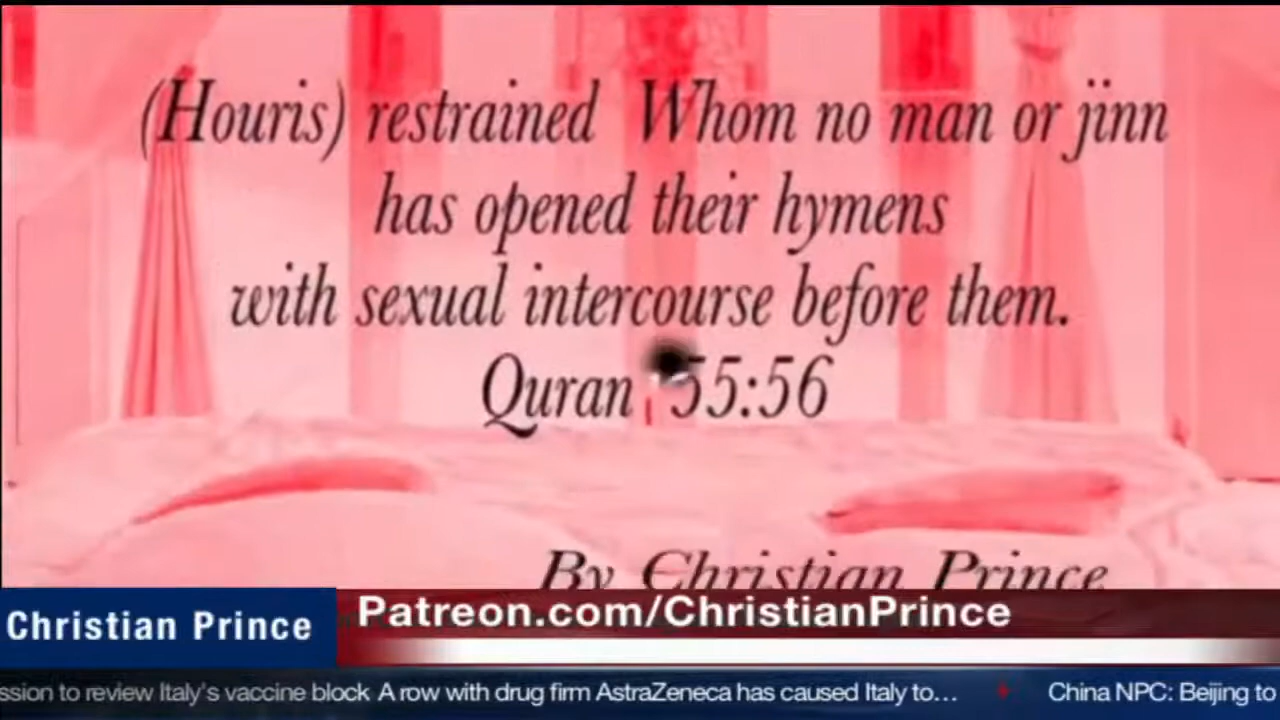 (Houris) restrained Whom no man or jinn
has opened their hymens
with sexual intercourse before them.
Quran 55:56
By Christian Prince
Christian Prince
Patreon.com/ChristianPrince
ssion to review Italy's vaccine block A row with drug firm AstraZeneca has caused Italy to... China NPC: Beijing to